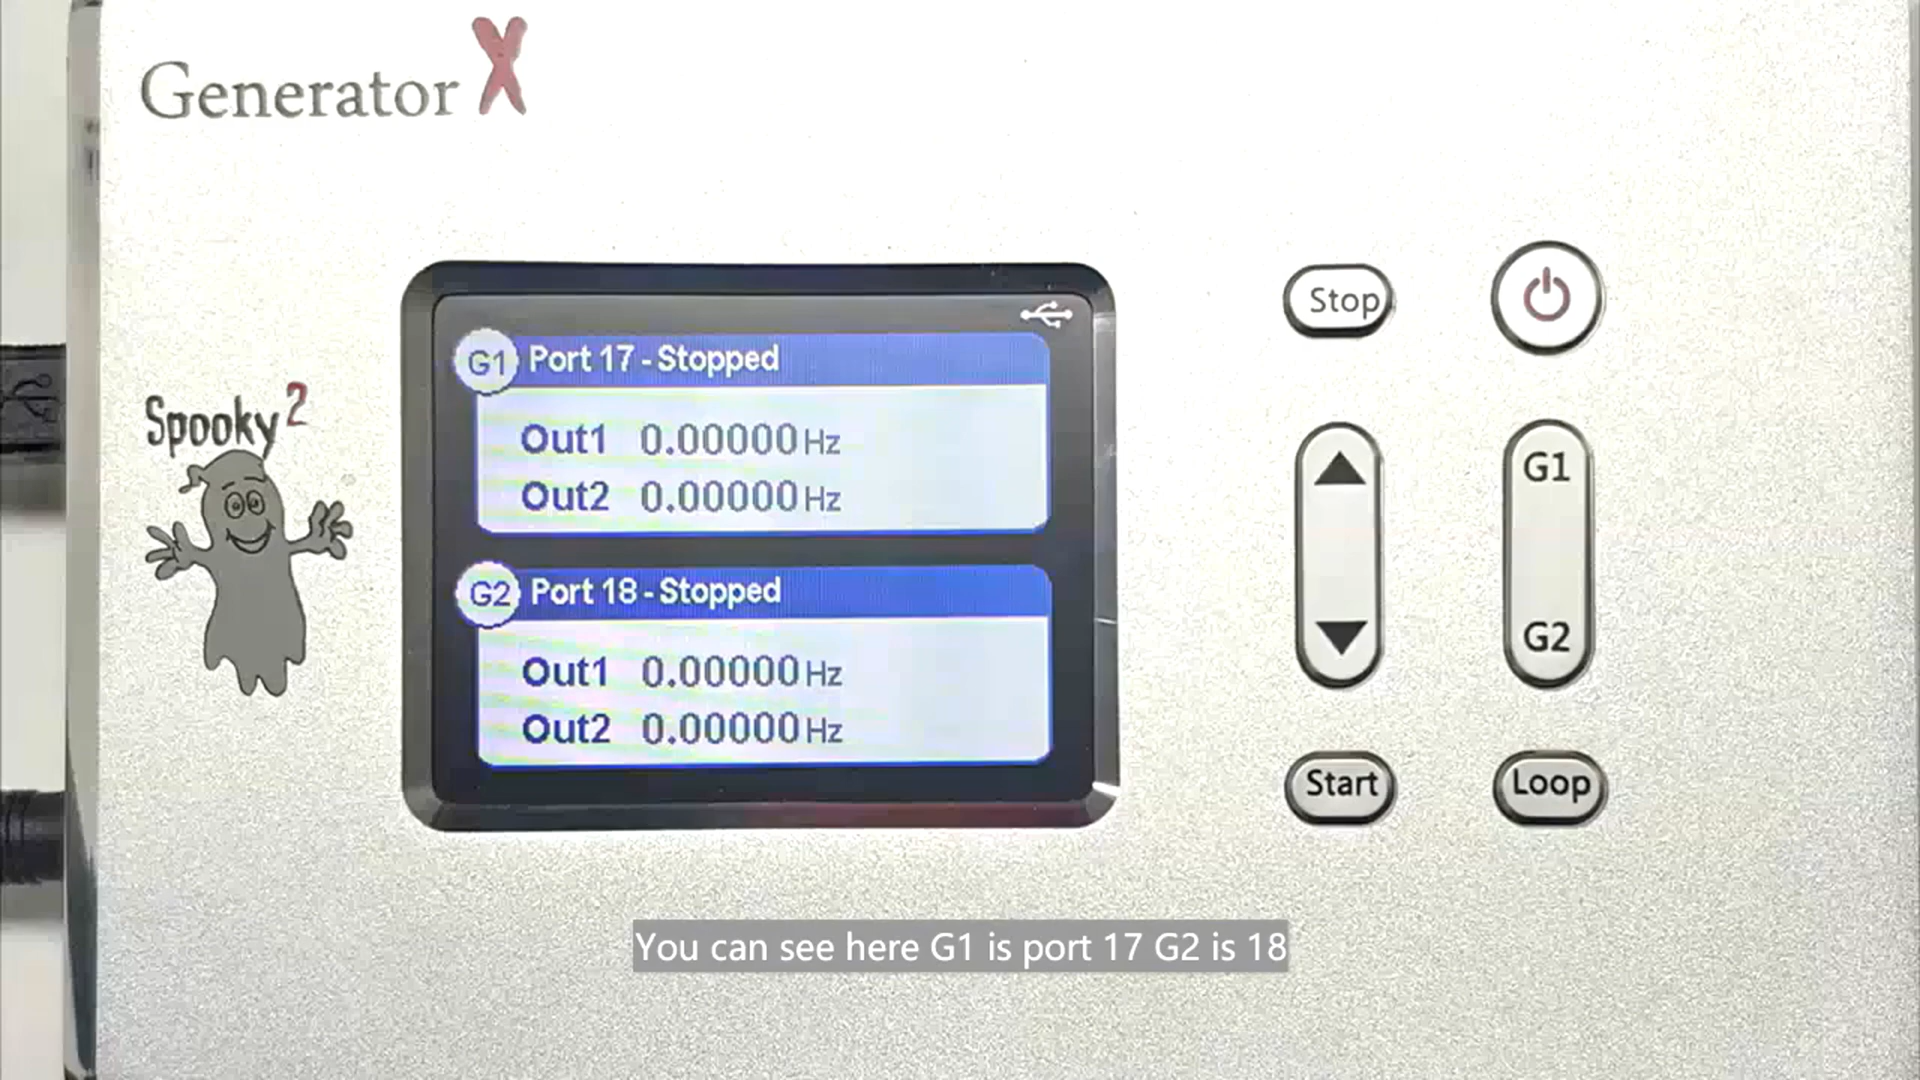 Generator X
Spooky2
G1 Port 17 - Stopped
Out1 0.00000 Hz
Out2 0.00000 Hz
G2 Port 18 - Stopped
Out1 0.00000 Hz
Out2 0.00000 Hz
Stop
G1
G2
Start
Loop
You can see here G1 is port 17 G2 is 18